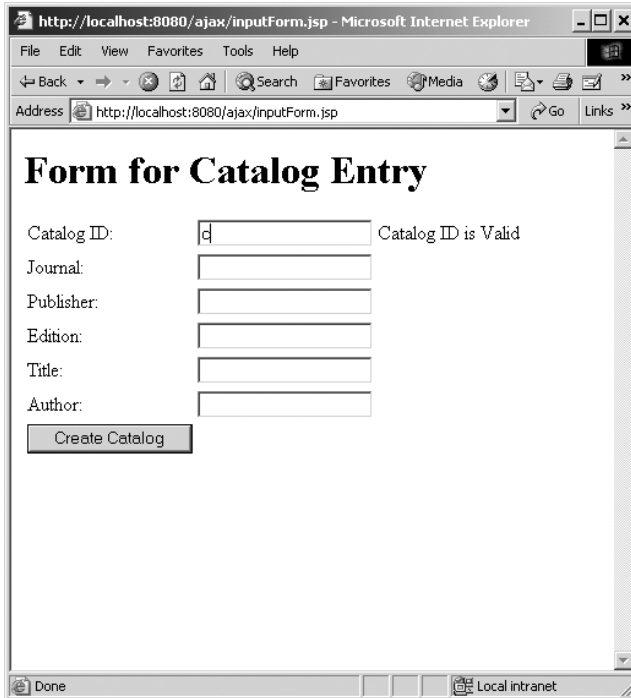 http://localhost:8080/ajax/inputForm.jsp - Microsoft Internet Explorer
File Edit View Favorites Tools Help
Back Search Favorites Media »
Address http://localhost:8080/ajax/inputForm.jsp Go Links »
Form for Catalog Entry
Catalog ID: c Catalog ID is Valid
Journal:
Publisher:
Edition:
Title:
Author:
Create Catalog
Done Local intranet